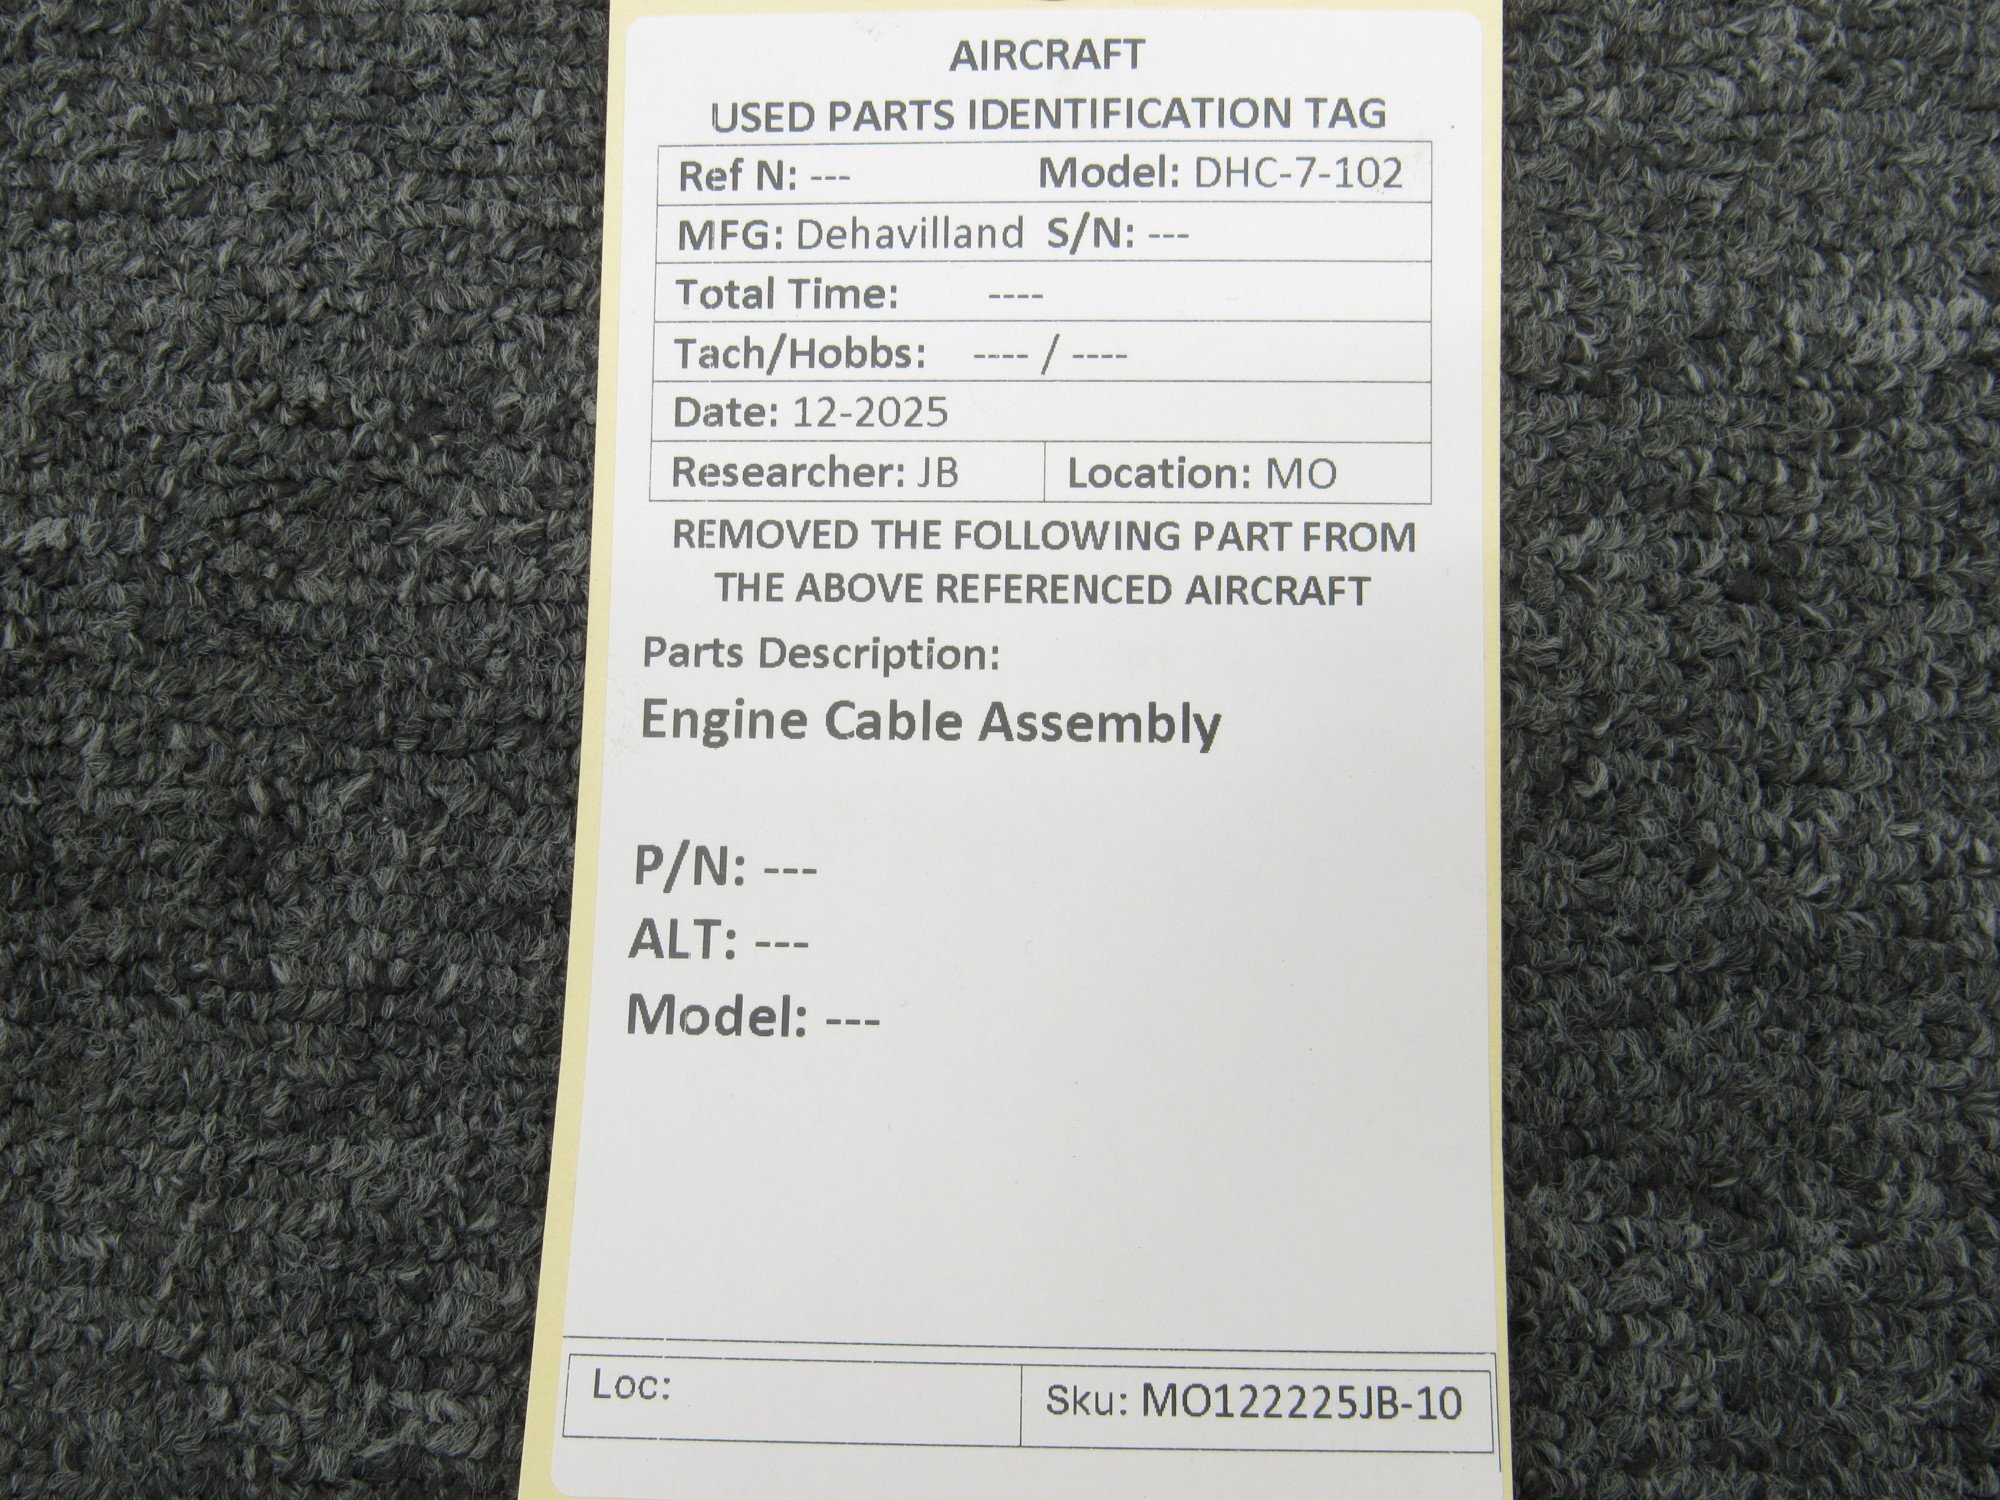 AIRCRAFT
USED PARTS IDENTIFICATION TAG
Ref N: --- Model: DHC-7-102
MFG: Dehavilland S/N: ---
Total Time: ----
Tach/Hobbs: ---- / ----
Date: 12-2025
Researcher: JB Location: MO
REMOVED THE FOLLOWING PART FROM
THE ABOVE REFERENCED AIRCRAFT
Parts Description:
Engine Cable Assembly
P/N: ---
ALT: ---
Model: ---
Loc: Sku: MO122225JB-10